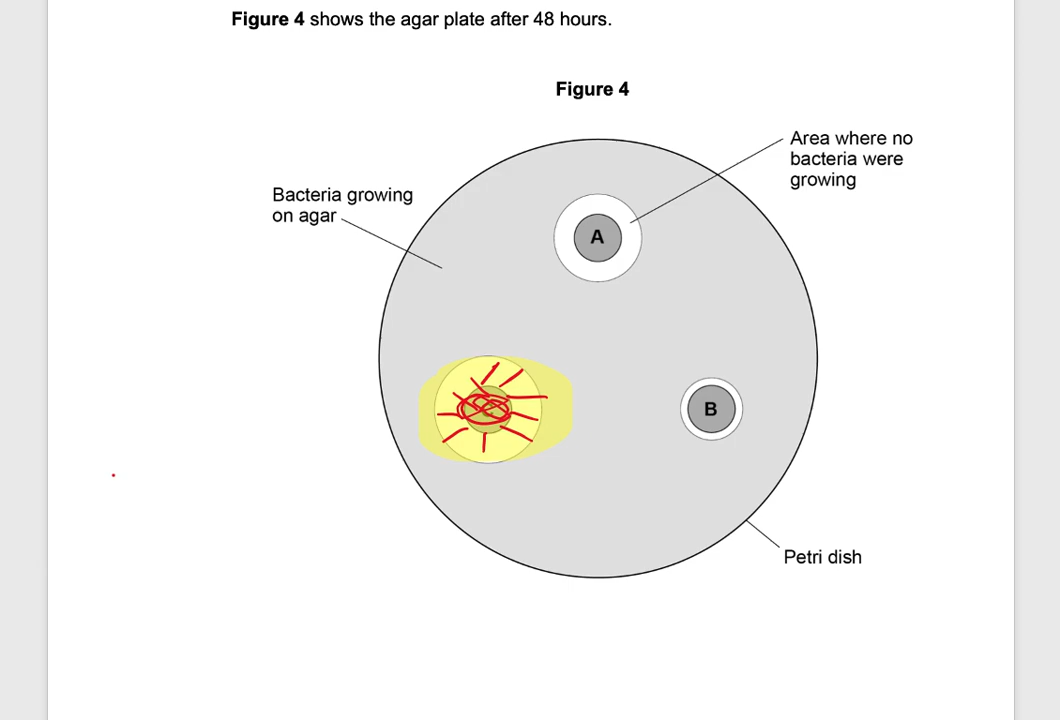 Figure 4 shows the agar plate after 48 hours.
Figure 4
Area where no
bacteria were
growing
Bacteria growing
on agar
A
B
Petri dish